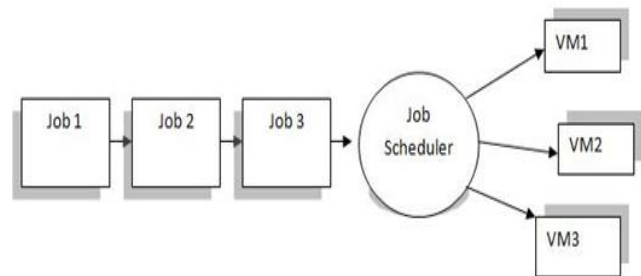 Job 1
Job 2
Job 3
Job
Scheduler
VM1
VM2
VM3